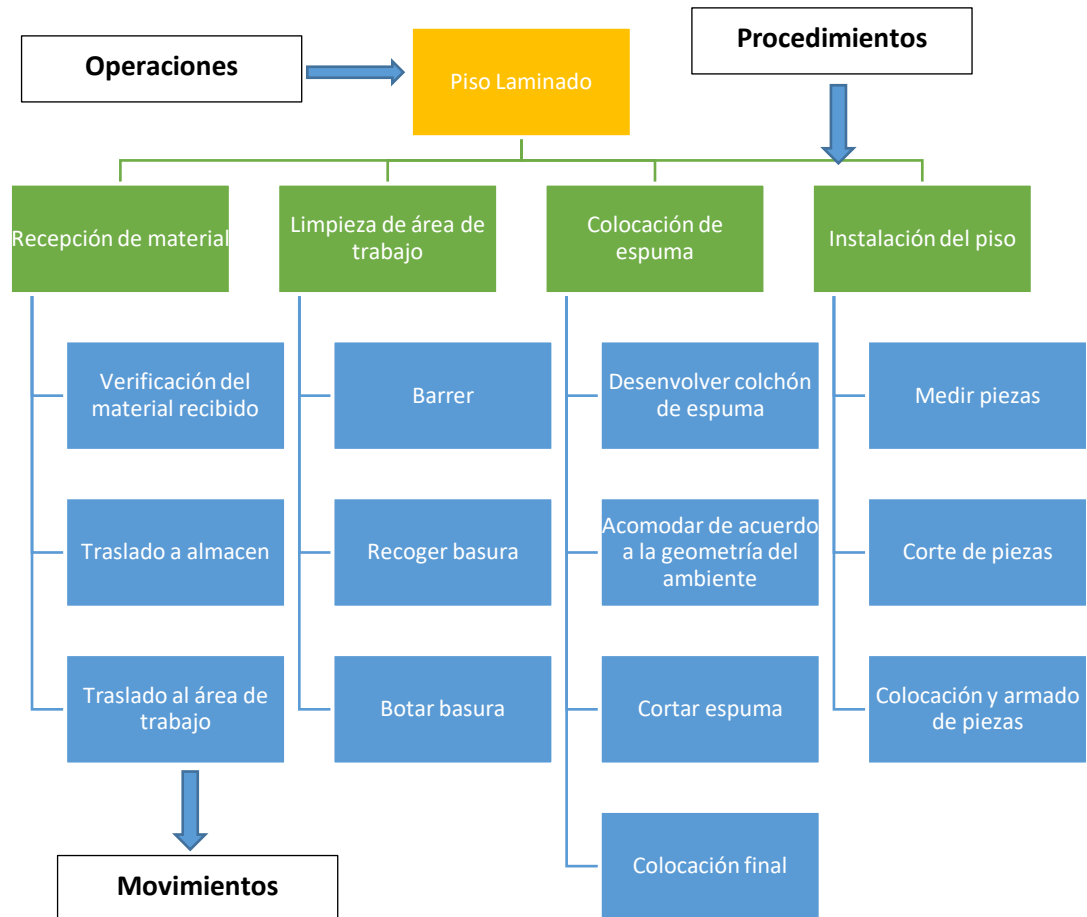 Operaciones
Procedimientos
Piso Laminado
Recepción de material
Limpieza de área de
trabajo
Colocación de
espuma
Instalación del piso
Verificación del
material recibido
Traslado a almacen
Traslado al área de
trabajo
Barrer
Recoger basura
Botar basura
Desenvolver colchón
de espuma
Acomodar de acuerdo
a la geometría del
ambiente
Cortar espuma
Colocación final
Medir piezas
Corte de piezas
Colocación y armado
de piezas
Movimientos